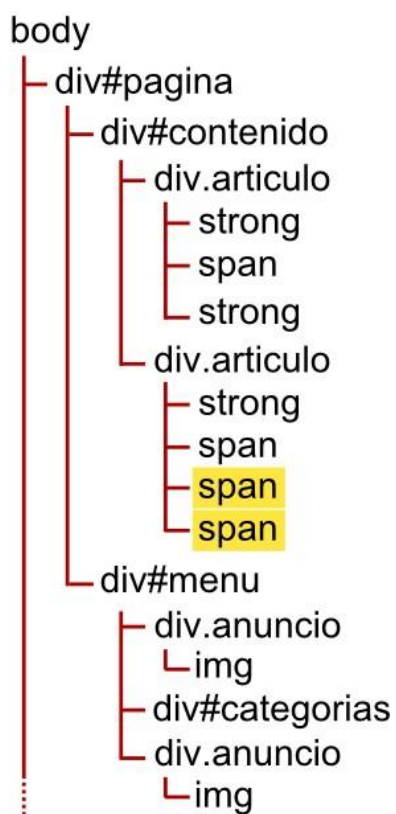 body
div#pagina
div#contenido
div.articulo
strong
span
strong
div.articulo
strong
span
span
span
div#menu
div.anuncio
img
div#categorias
div.anuncio
img